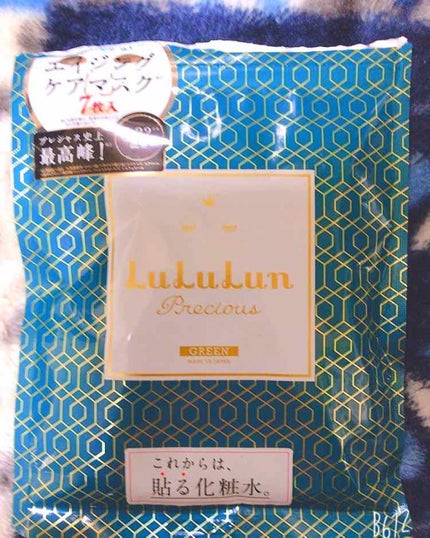 エイジング
ケアマスク
7枚入
プレシャス史上
最高峰!
LuLuLun
Precious
GREEN
MADE IN JAPAN
これからは、
貼る化粧水。
B612